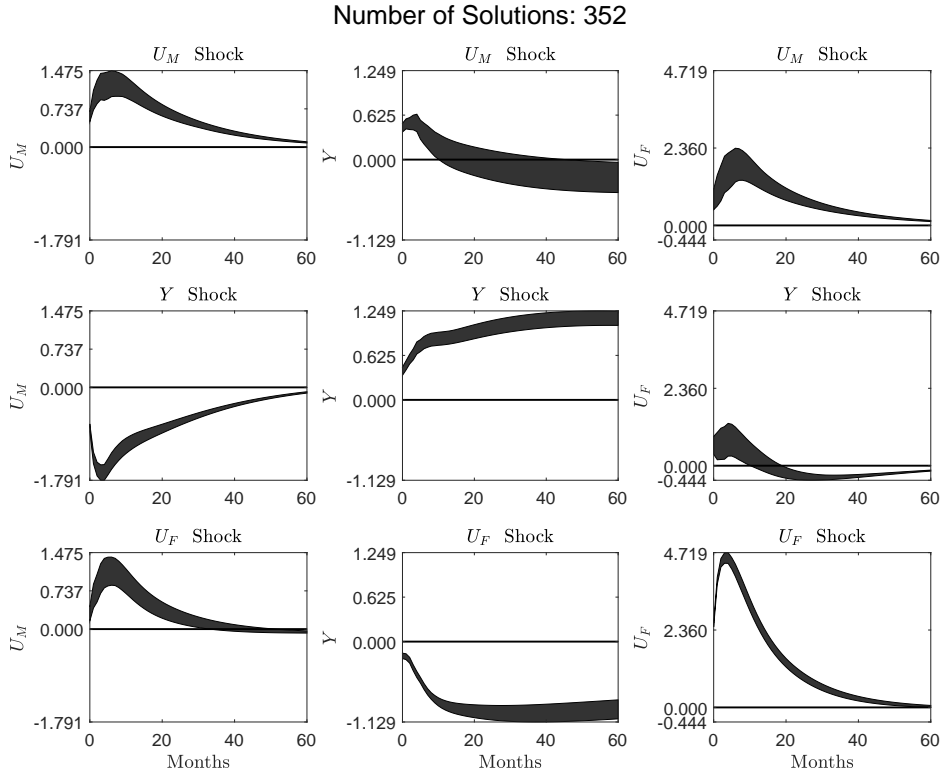 Number of Solutions: 352
U_M Shock
U_M Shock
U_M Shock
1.475
0.737
0.000
-1.791
U_M
0 20 40 60
1.249
0.625
0.000
-1.129
Y
0 20 40 60
4.719
2.360
0.000
-0.444
U_F
0 20 40 60
Y Shock
Y Shock
Y Shock
1.475
0.737
0.000
-1.791
U_M
0 20 40 60
1.249
0.625
0.000
-1.129
Y
0 20 40 60
4.719
2.360
0.000
-0.444
U_F
0 20 40 60
U_F Shock
U_F Shock
U_F Shock
1.475
0.737
0.000
-1.791
U_M
0 20 40 60
Months
1.249
0.625
0.000
-1.129
Y
0 20 40 60
Months
4.719
2.360
0.000
-0.444
U_F
0 20 40 60
Months